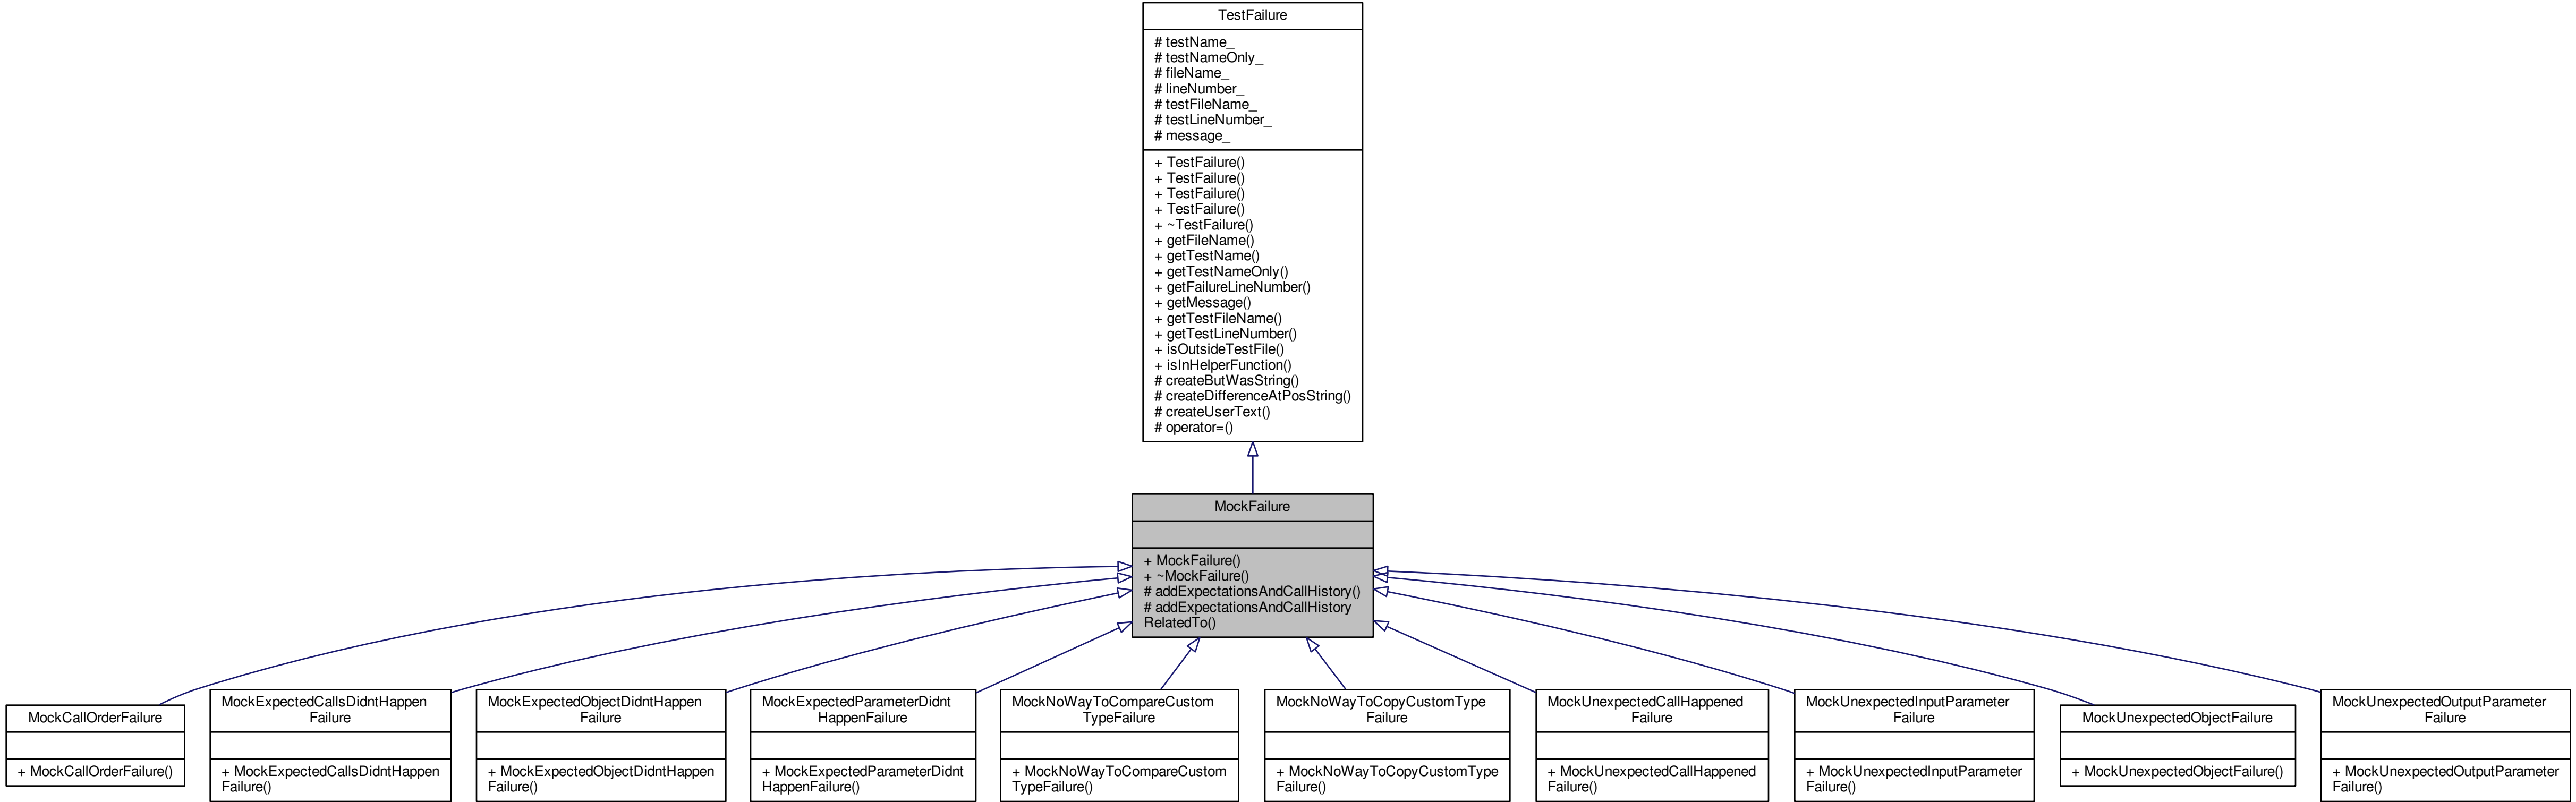 TestFailure
# testName_
# testNameOnly_
# fileName_
# lineNumber_
# testFileName_
# testLineNumber_
# message_
+ TestFailure()
+ TestFailure()
+ TestFailure()
+ TestFailure()
+ ~TestFailure()
+ getFileName()
+ getTestName()
+ getTestNameOnly()
+ getFailureLineNumber()
+ getMessage()
+ getTestFileName()
+ getTestLineNumber()
+ isOutsideTestFile()
+ isInHelperFunction()
# createButWasString()
# createDifferenceAtPosString()
# createUserText()
# operator=()
MockFailure
+ MockFailure()
+ ~MockFailure()
# addExpectationsAndCallHistory()
# addExpectationsAndCallHistory
RelatedTo()
MockCallOrderFailure
+ MockCallOrderFailure()
MockExpectedCallsDidntHappen
Failure
+ MockExpectedCallsDidntHappen
Failure()
MockExpectedObjectDidntHappen
Failure
+ MockExpectedObjectDidntHappen
Failure()
MockExpectedParameterDidnt
HappenFailure
+ MockExpectedParameterDidnt
HappenFailure()
MockNoWayToCompareCustom
TypeFailure
+ MockNoWayToCompareCustom
TypeFailure()
MockNoWayToCopyCustomType
Failure
+ MockNoWayToCopyCustomType
Failure()
MockUnexpectedCallHappened
Failure
+ MockUnexpectedCallHappened
Failure()
MockUnexpectedInputParameter
Failure
+ MockUnexpectedInputParameter
Failure()
MockUnexpectedObjectFailure
+ MockUnexpectedObjectFailure()
MockUnexpectedOutputParameter
Failure
+ MockUnexpectedOutputParameter
Failure()